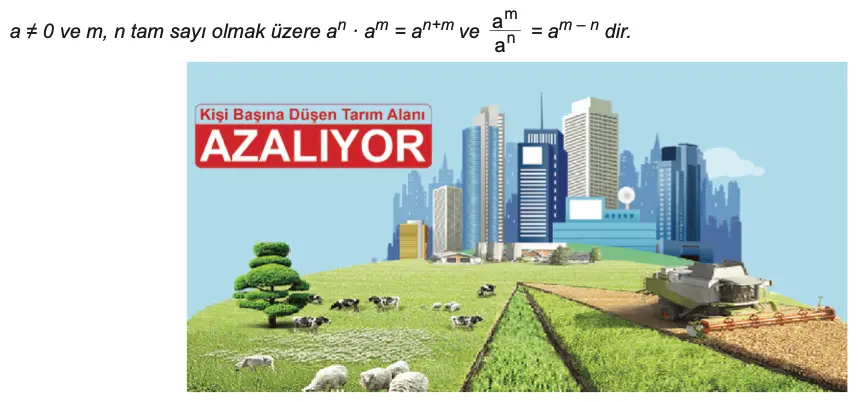 a ≠ 0 ve m, n tam sayı olmak üzere aⁿ · aᵐ = aⁿ⁺ᵐ ve aᵐ/aⁿ = aᵐ ⁻ ⁿ dir.
Kişi Başına Düşen Tarım Alanı
AZALIYOR